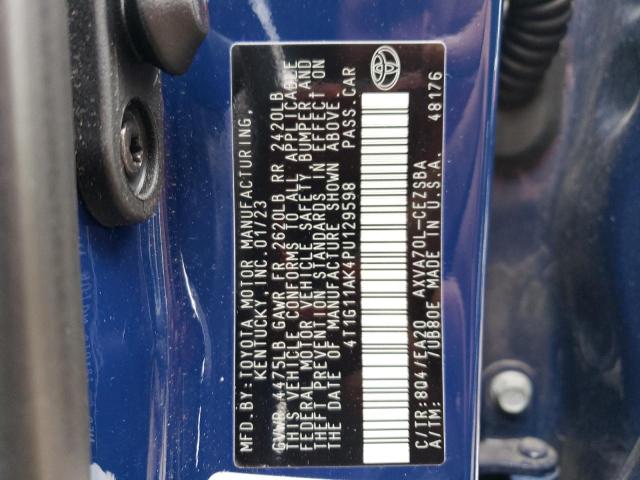 MFD. BY: TOYOTA MOTOR MANUFACTURING,
KENTUCKY, INC. 01/23
GVWR 4475LB GAWR FR 2620LB RR 2420LB
THIS VEHICLE CONFORMS TO ALL APPLICABLE
FEDERAL MOTOR VEHICLE SAFETY, BUMPER, AND
THEFT PREVENTION STANDARDS IN EFFECT ON
THE DATE OF MANUFACTURE SHOWN ABOVE.
4T1G11AK4PU129598 PASS. CAR
C/TR: 804/EA20 AXVA70L-CEZSBA
A/TM: 70B80E MADE IN U.S.A. 48176